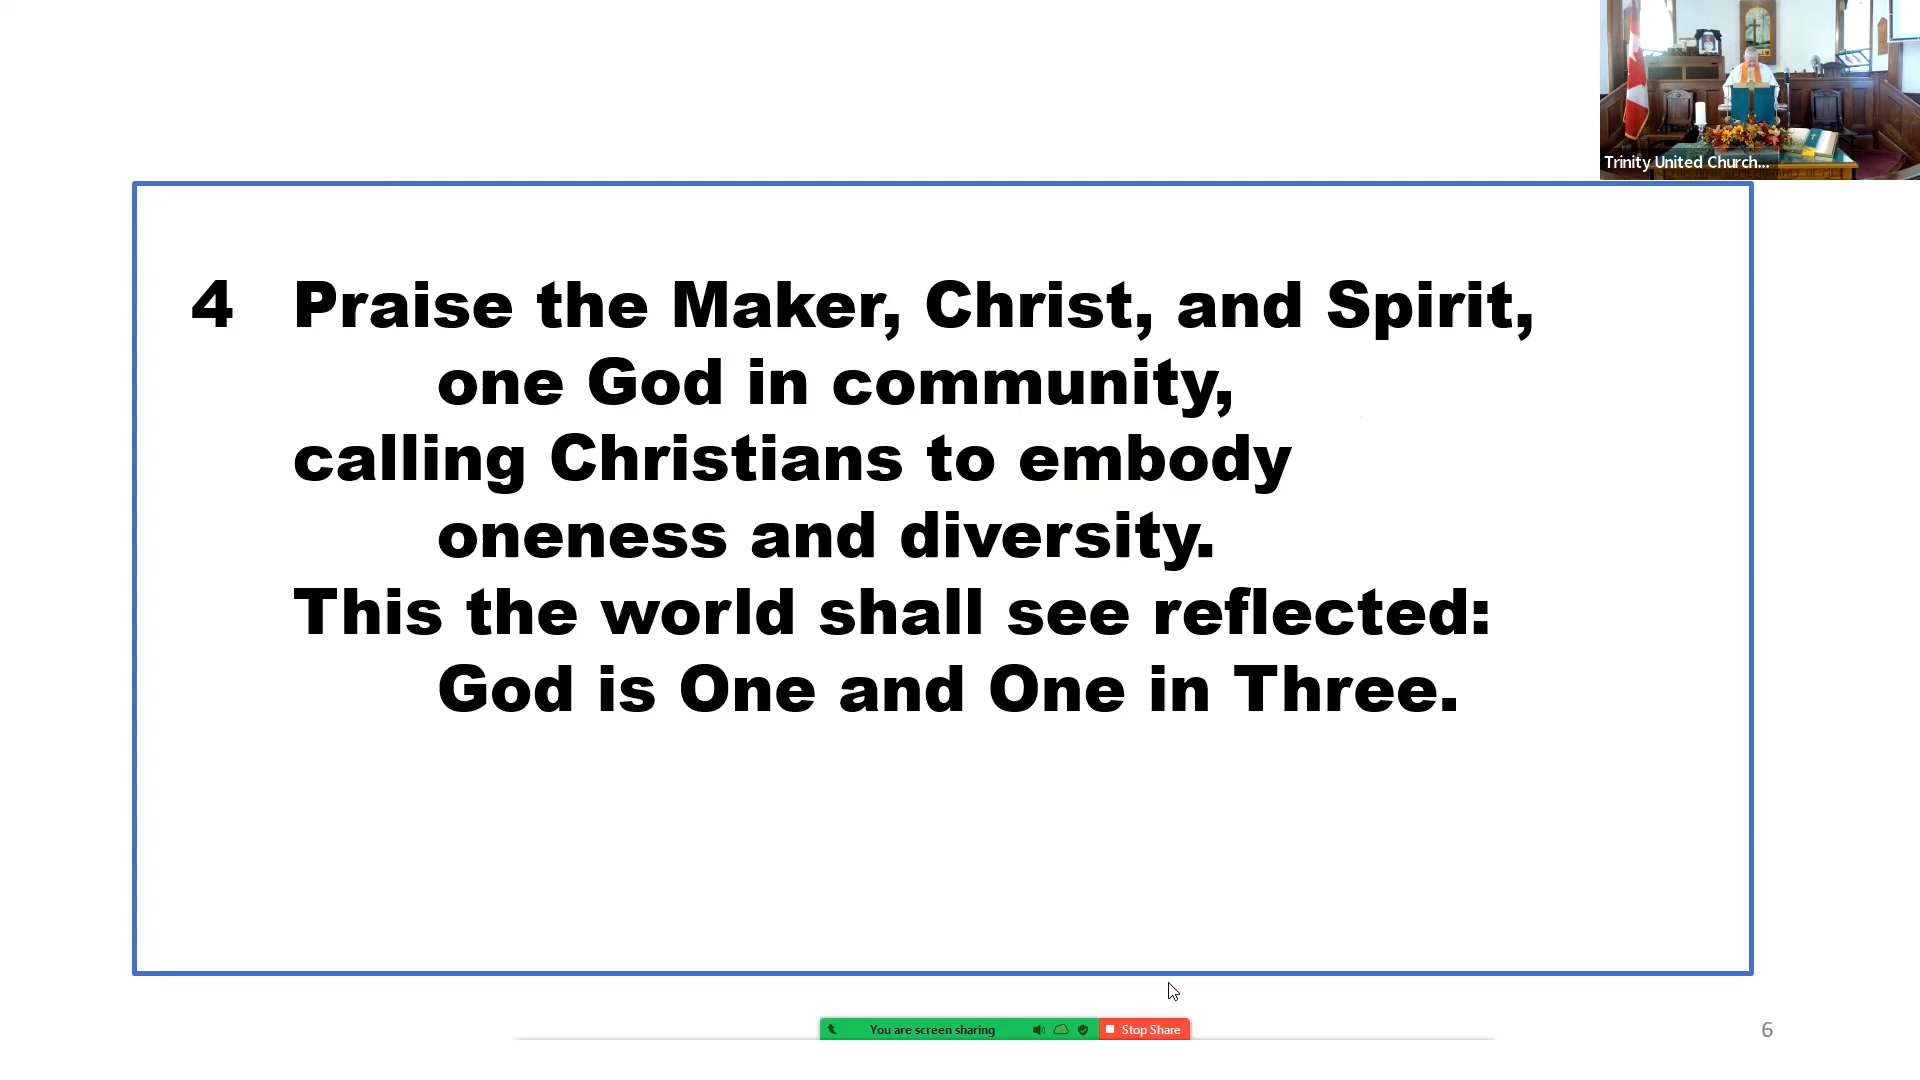 Trinity United Church...
4 Praise the Maker, Christ, and Spirit,
one God in community,
calling Christians to embody
oneness and diversity.
This the world shall see reflected:
God is One and One in Three.
You are screen sharing
Stop Share
6